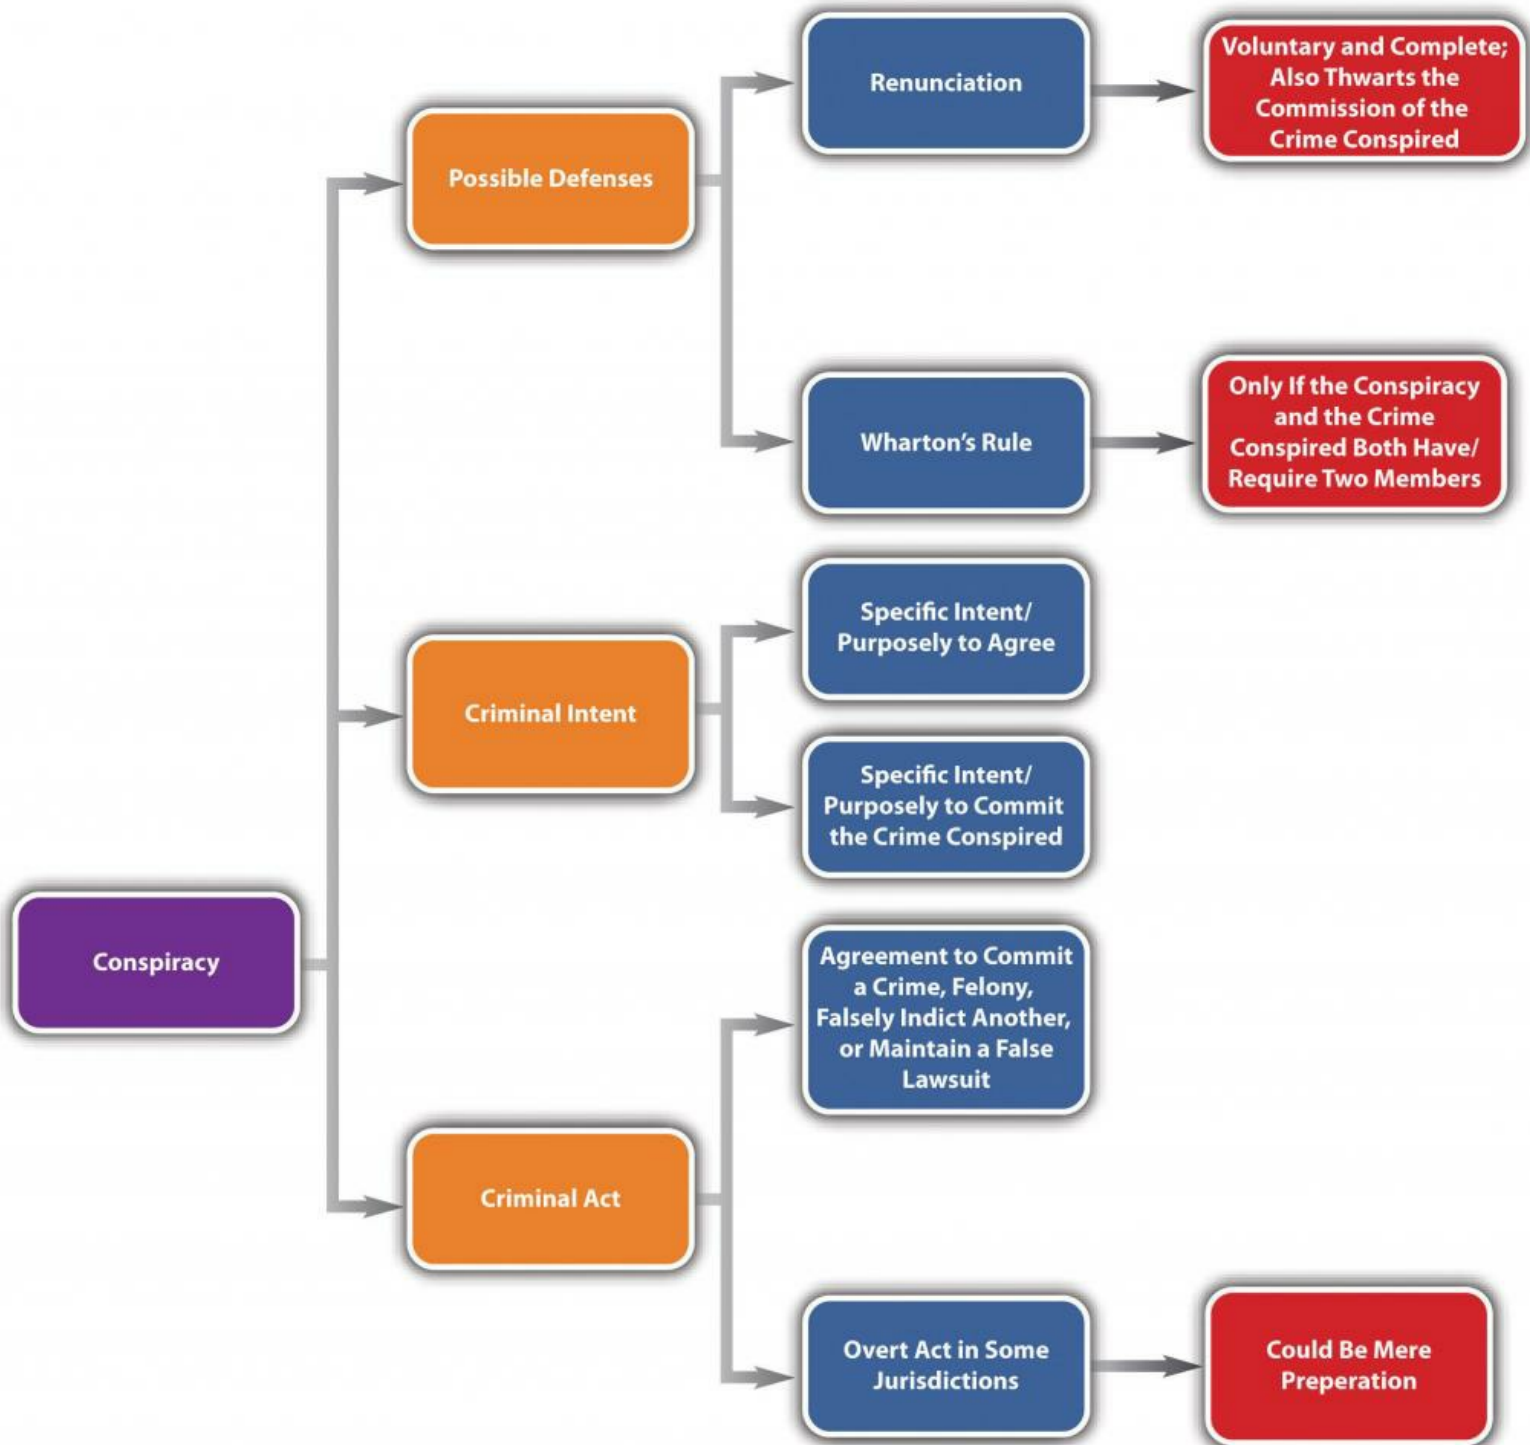 Renunciation
Voluntary and Complete;
Also Thwarts the
Commission of the
Crime Conspired
Possible Defenses
Wharton's Rule
Only If the Conspiracy
and the Crime
Conspired Both Have/
Require Two Members
Specific Intent/
Purposely to Agree
Criminal Intent
Specific Intent/
Purposely to Commit
the Crime Conspired
Conspiracy
Agreement to Commit
a Crime, Felony,
Falsely Indict Another,
or Maintain a False
Lawsuit
Criminal Act
Overt Act in Some
Jurisdictions
Could Be Mere
Preperation